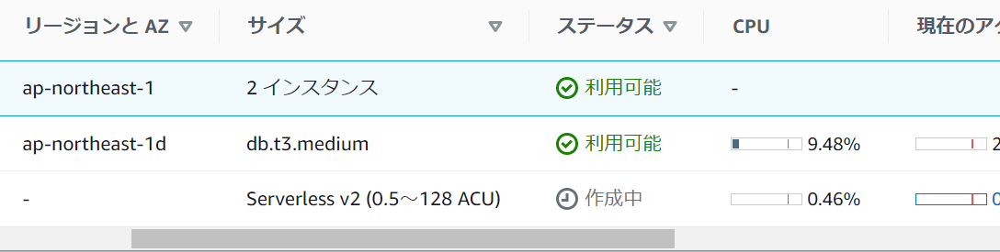 リージョンと AZ サイズ ステータス CPU 現在のア
ap-northeast-1 2 インスタンス 利用可能 -
ap-northeast-1d db.t3.medium 利用可能 9.48% 2
- Serverless v2 (0.5～128 ACU) 作成中 0.46% 0